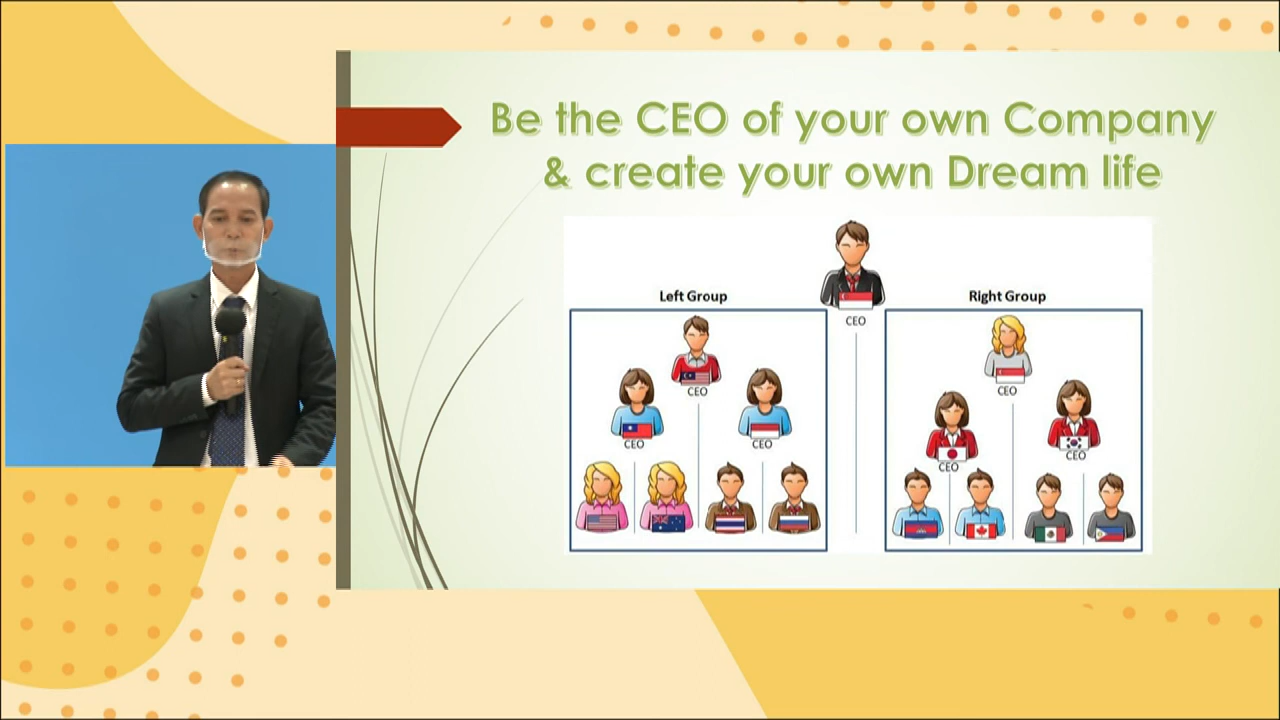 Be the CEO of your own Company
& create your own Dream life
Left Group
Right Group
CEO
CEO
CEO
CEO
CEO
CEO
CEO